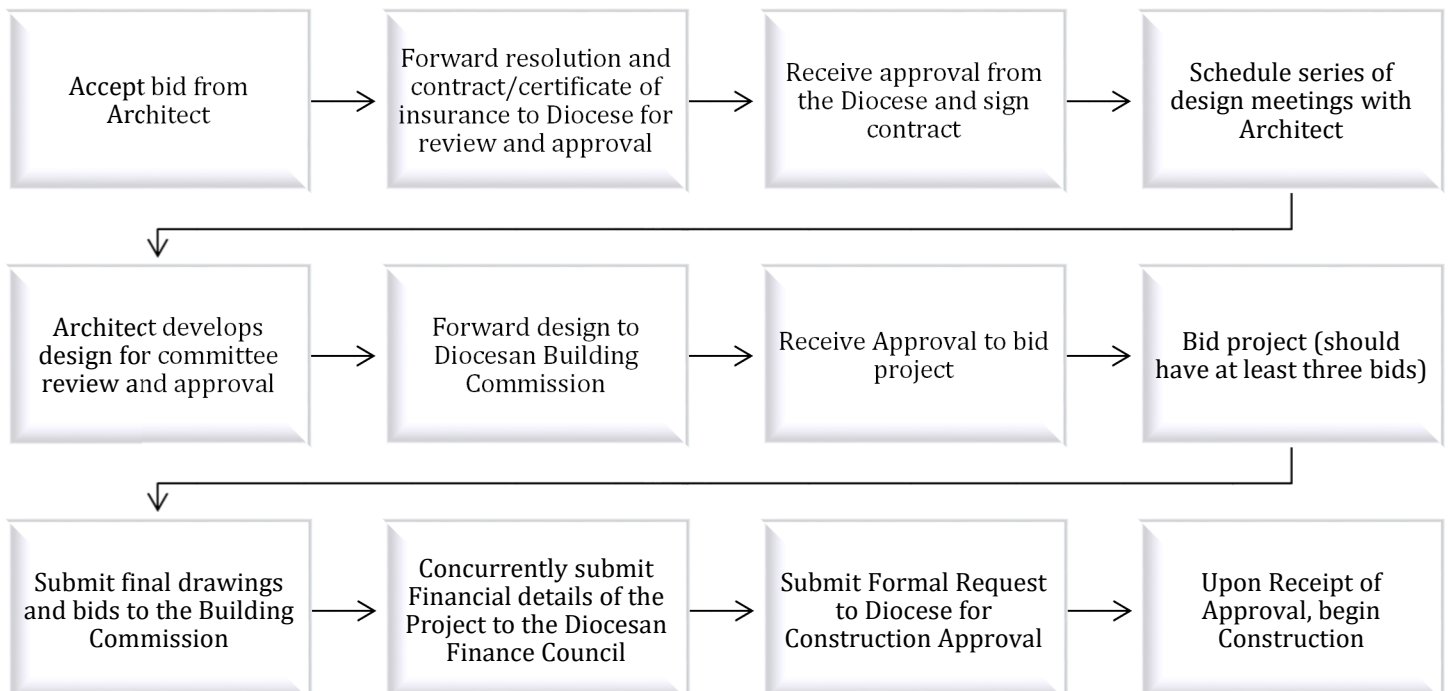 Accept bid from
Architect
Forward resolution and
contract/certificate of
insurance to Diocese for
review and approval
Receive approval from
the Diocese and sign
contract
Schedule series of
design meetings with
Architect
Architect develops
design for committee
review and approval
Forward design to
Diocesan Building
Commission
Receive Approval to bid
project
Bid project (should
have at least three bids)
Submit final drawings
and bids to the Building
Commission
Concurrently submit
Financial details of the
Project to the Diocesan
Finance Council
Submit Formal Request
to Diocese for
Construction Approval
Upon Receipt of
Approval, begin
Construction